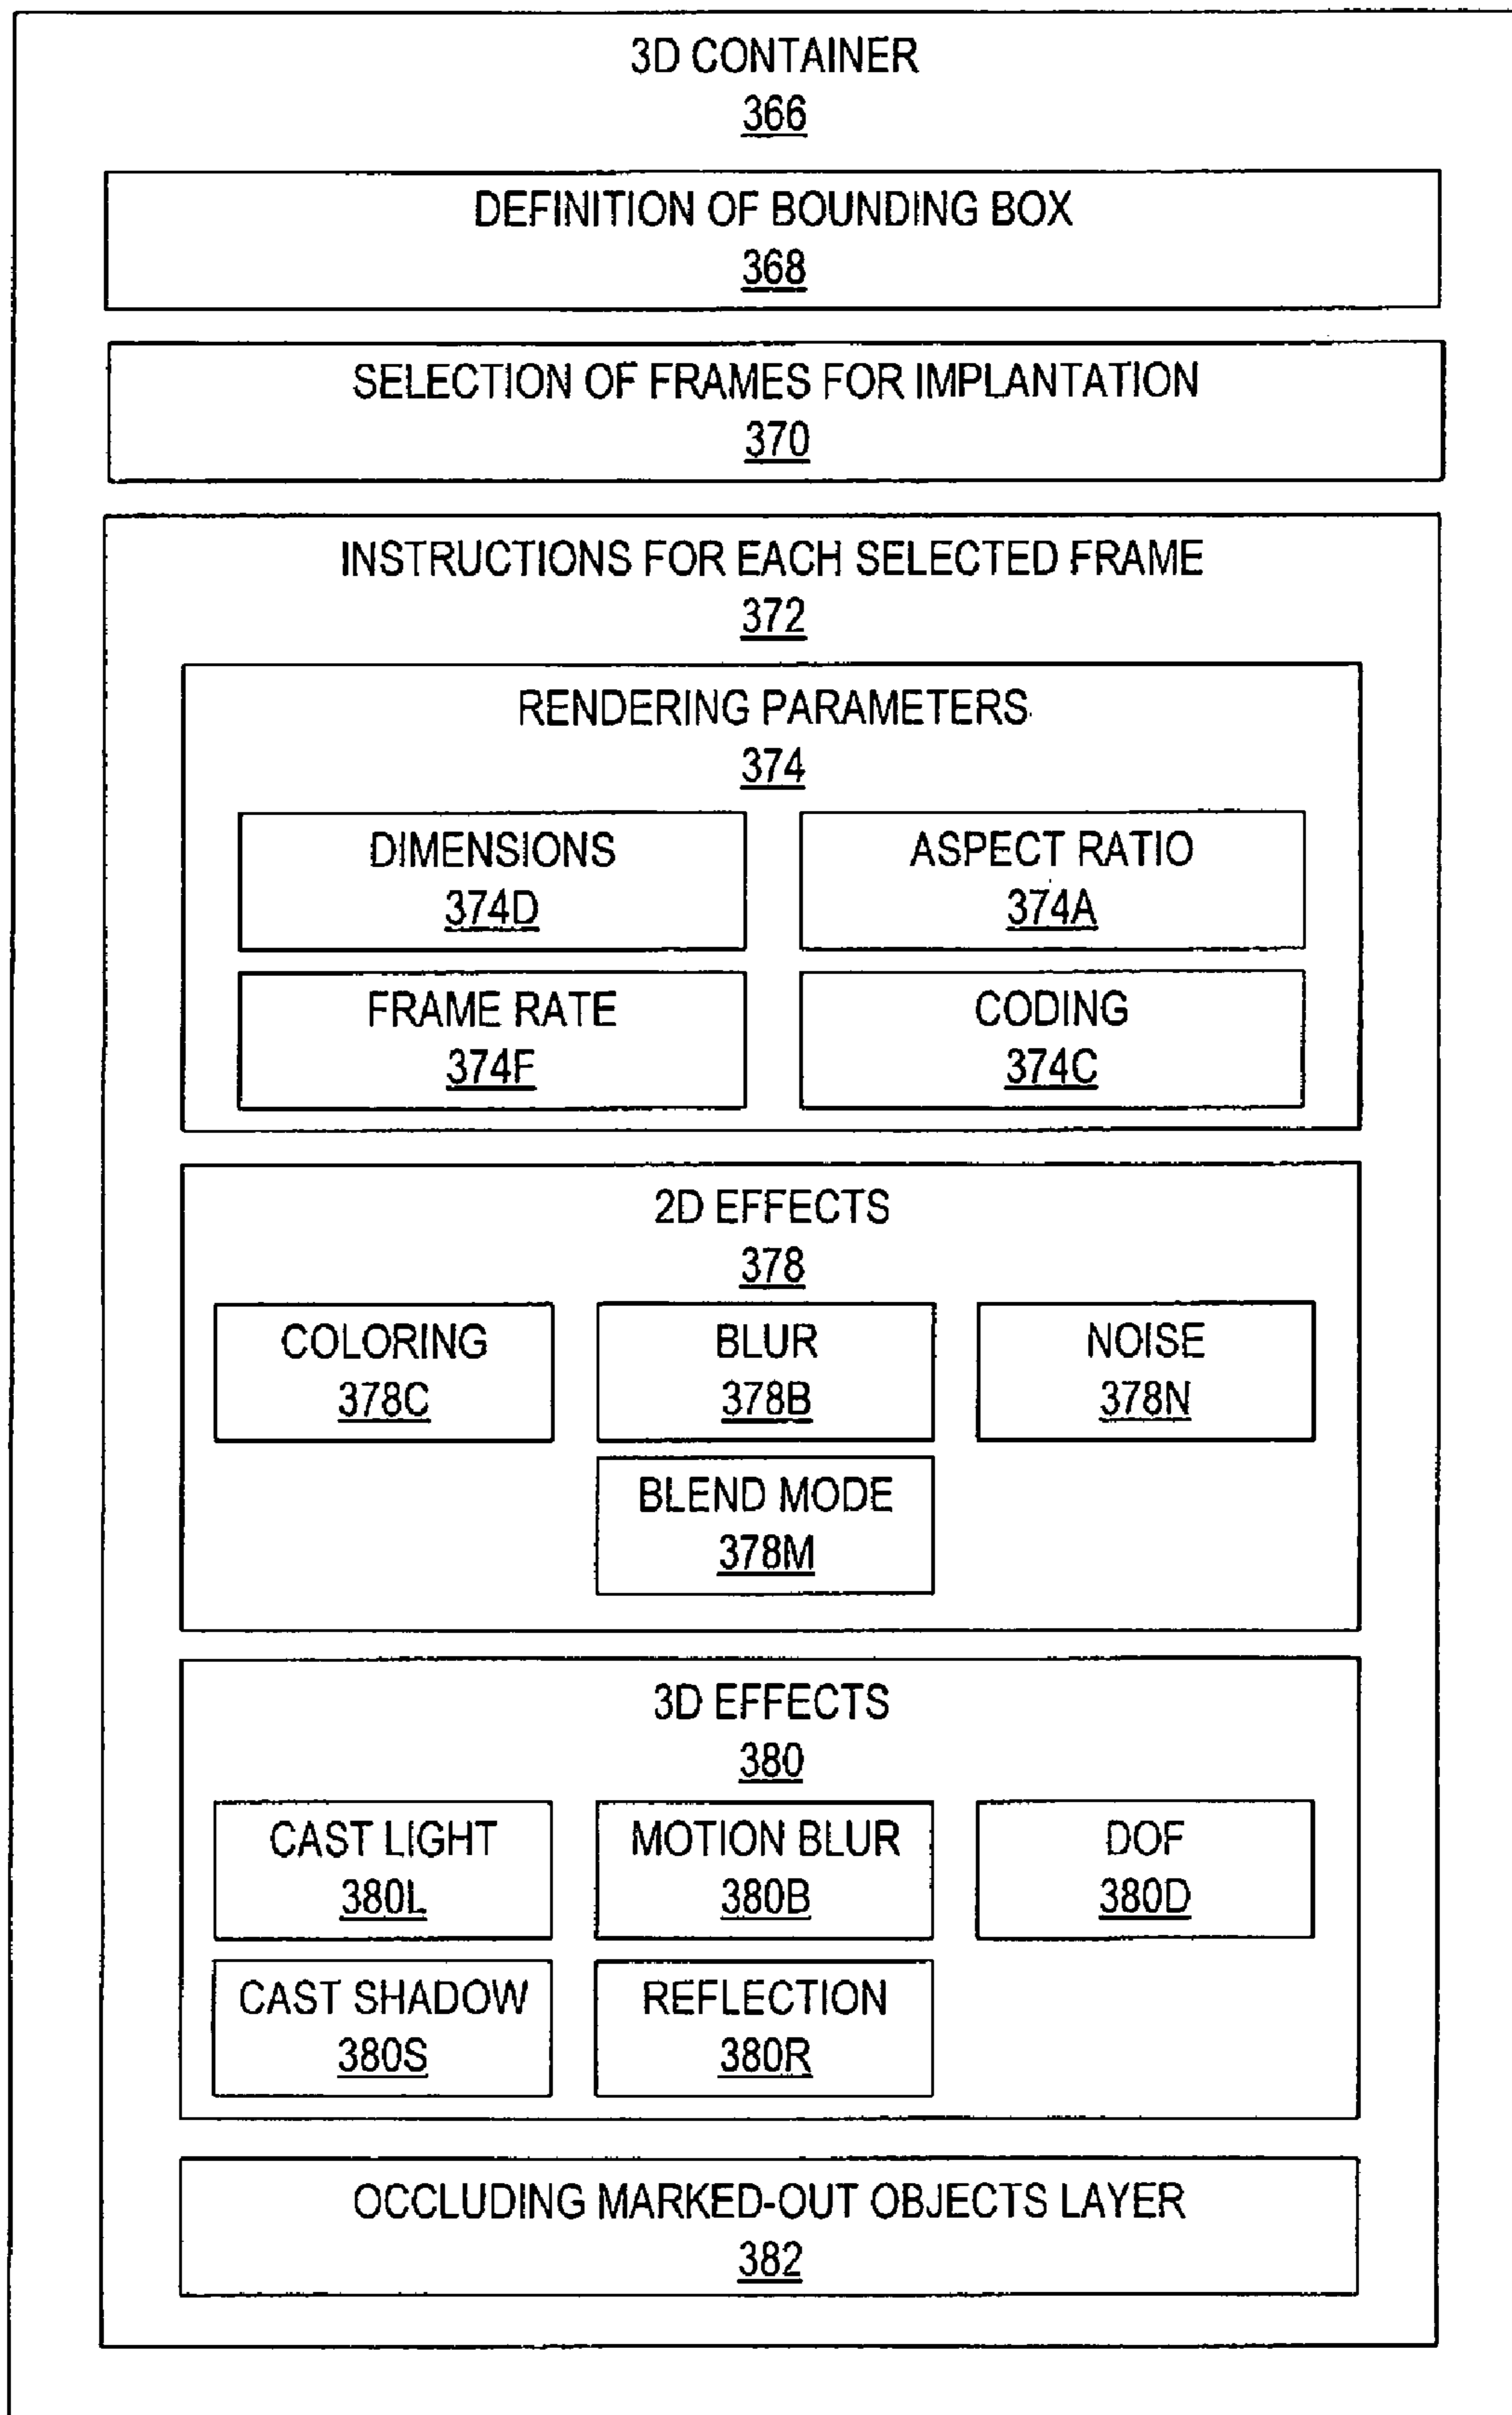 3D CONTAINER
366
DEFINITION OF BOUNDING BOX
368
SELECTION OF FRAMES FOR IMPLANTATION
370
INSTRUCTIONS FOR EACH SELECTED FRAME
372
RENDERING PARAMETERS
374
DIMENSIONS
374D
ASPECT RATIO
374A
FRAME RATE
374F
CODING
374C
2D EFFECTS
378
COLORING
378C
BLUR
378B
NOISE
378N
BLEND MODE
378M
3D EFFECTS
380
CAST LIGHT
380L
MOTION BLUR
380B
DOF
380D
CAST SHADOW
380S
REFLECTION
380R
OCCLUDING MARKED-OUT OBJECTS LAYER
382